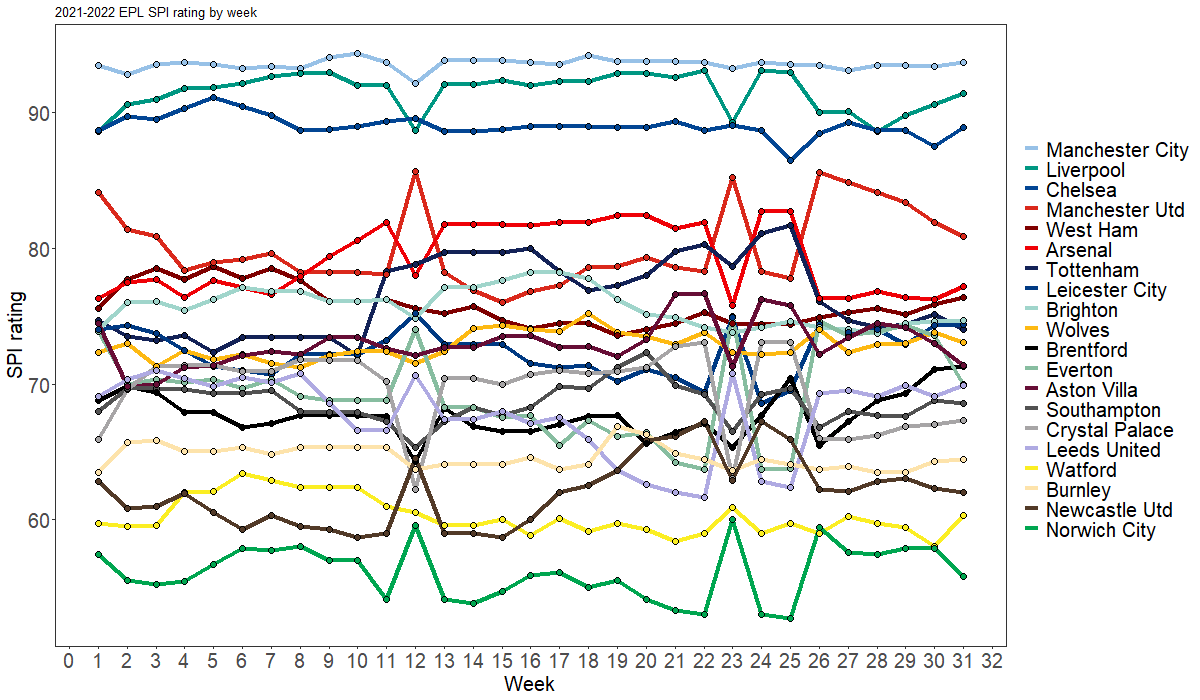 2021-2022 EPL SPI rating by week
SPI rating
90
80
70
60
0 1 2 3 4 5 6 7 8 9 10 11 12 13 14 15 16 17 18 19 20 21 22 23 24 25 26 27 28 29 30 31 32
Week
Manchester City
Liverpool
Chelsea
Manchester Utd
West Ham
Arsenal
Tottenham
Leicester City
Brighton
Wolves
Brentford
Everton
Aston Villa
Southampton
Crystal Palace
Leeds United
Watford
Burnley
Newcastle Utd
Norwich City